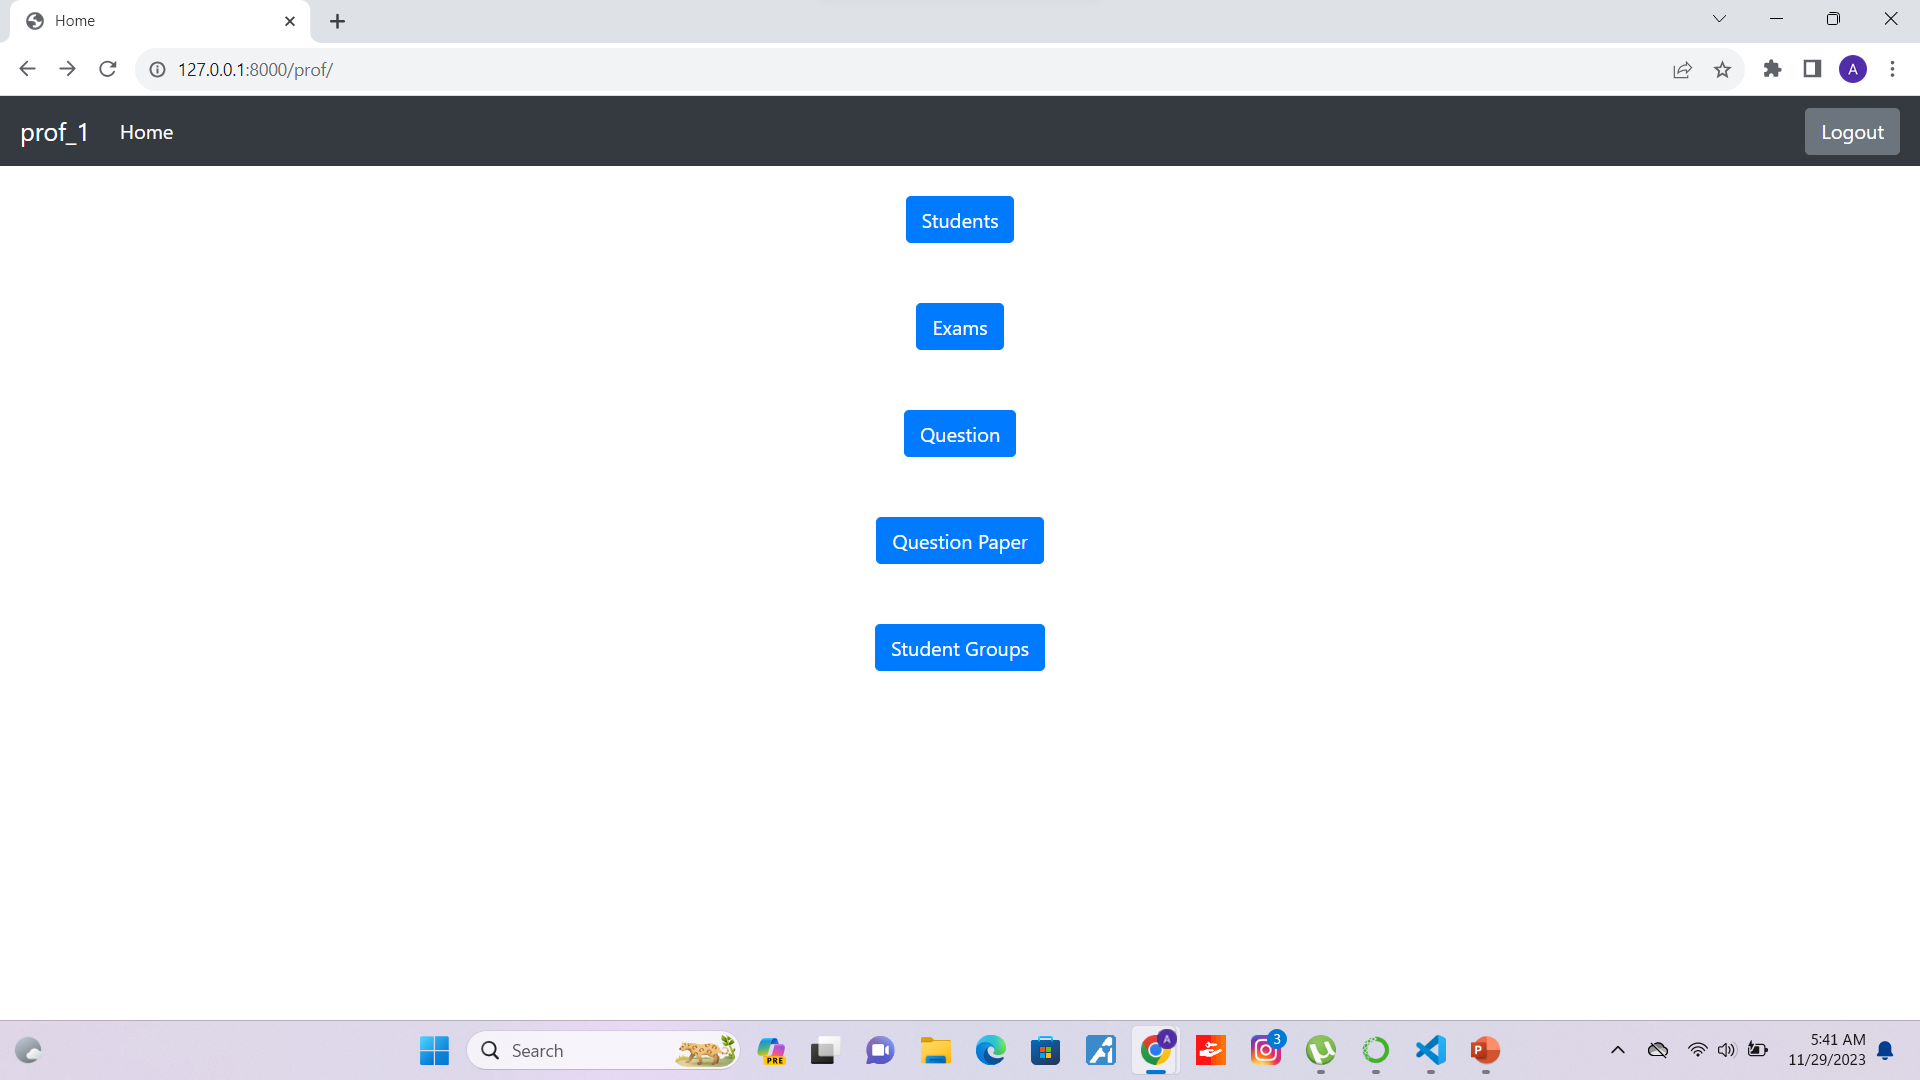 Home
127.0.0.1:8000/prof/
A
prof_1 Home Logout
Students
Exams
Question
Question Paper
Student Groups
Search
PRE
A
3
P
5:41 AM
11/29/2023